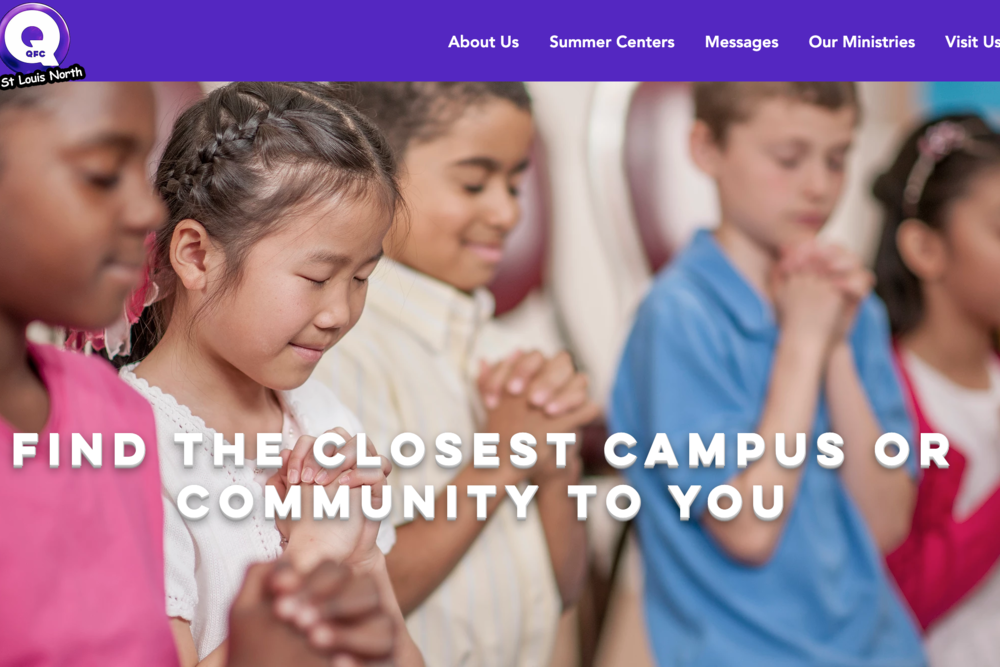 QFC
St Louis North
About Us Summer Centers Messages Our Ministries Visit Us
FIND THE CLOSEST CAMPUS OR
COMMUNITY TO YOU